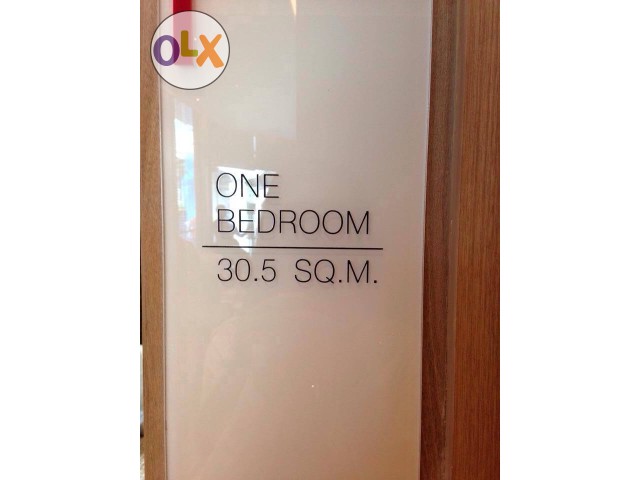 OLX
ONE
BEDROOM
30.5 SQ.M.